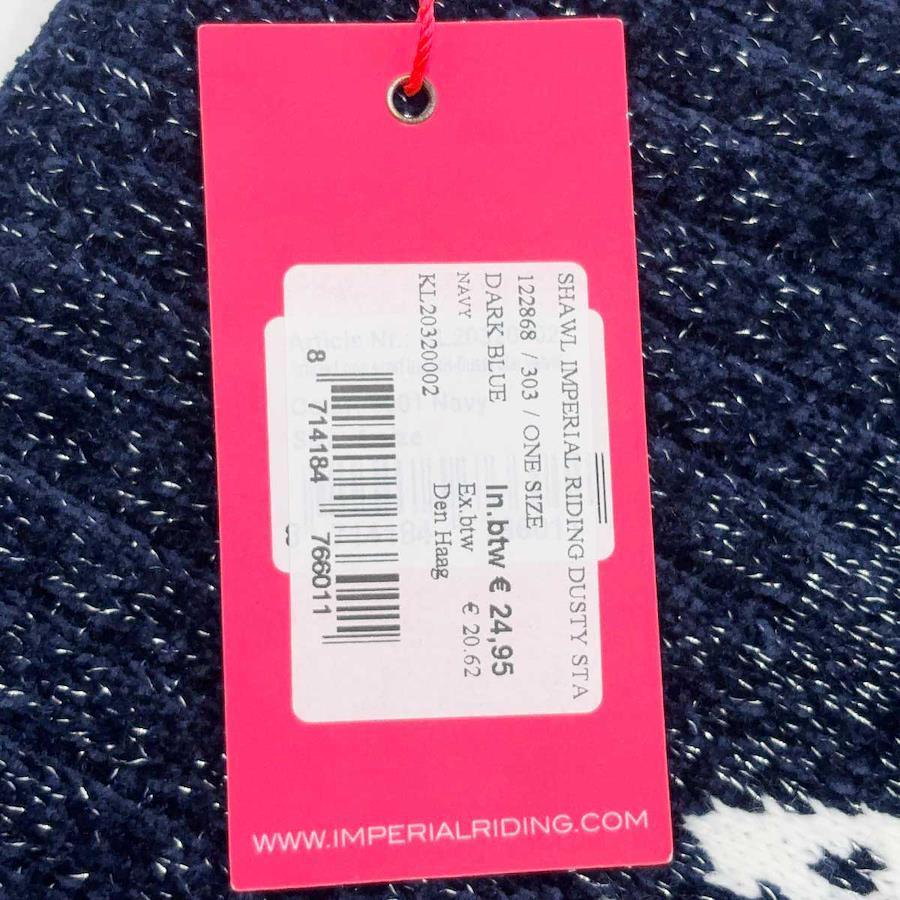 SHAWL IMPERIAL RIDING DUSTY STA
122868 / 303 / ONE SIZE
DARK BLUE In.btw € 24,95
NAVY Ex.btw € 20.62
KL20320002 Den Haag
8 714184 766011
WWW.IMPERIALRIDING.COM